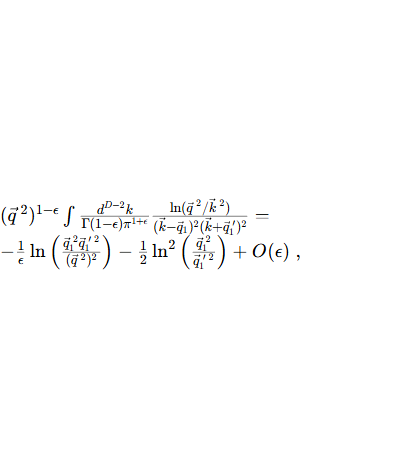 $(\vec{q}^{\,2})^{1-\epsilon} \int \frac{d^{D-2}k}{\Gamma(1-\epsilon)\pi^{1+\epsilon}} \frac{\ln(\vec{q}^{\,2}/\vec{k}^{\,2})}{(\vec{k}-\vec{q}_1)^2(\vec{k}+\vec{q}_1^{\,\prime})^2} =$
$-\frac{1}{\epsilon} \ln\left(\frac{\vec{q}_1^{\,2}\vec{q}_1^{\,\prime\,2}}{(\vec{q}^{\,2})^2}\right) - \frac{1}{2} \ln^2\left(\frac{\vec{q}_1^{\,2}}{\vec{q}_1^{\,\prime\,2}}\right) + O(\epsilon) \ ,$